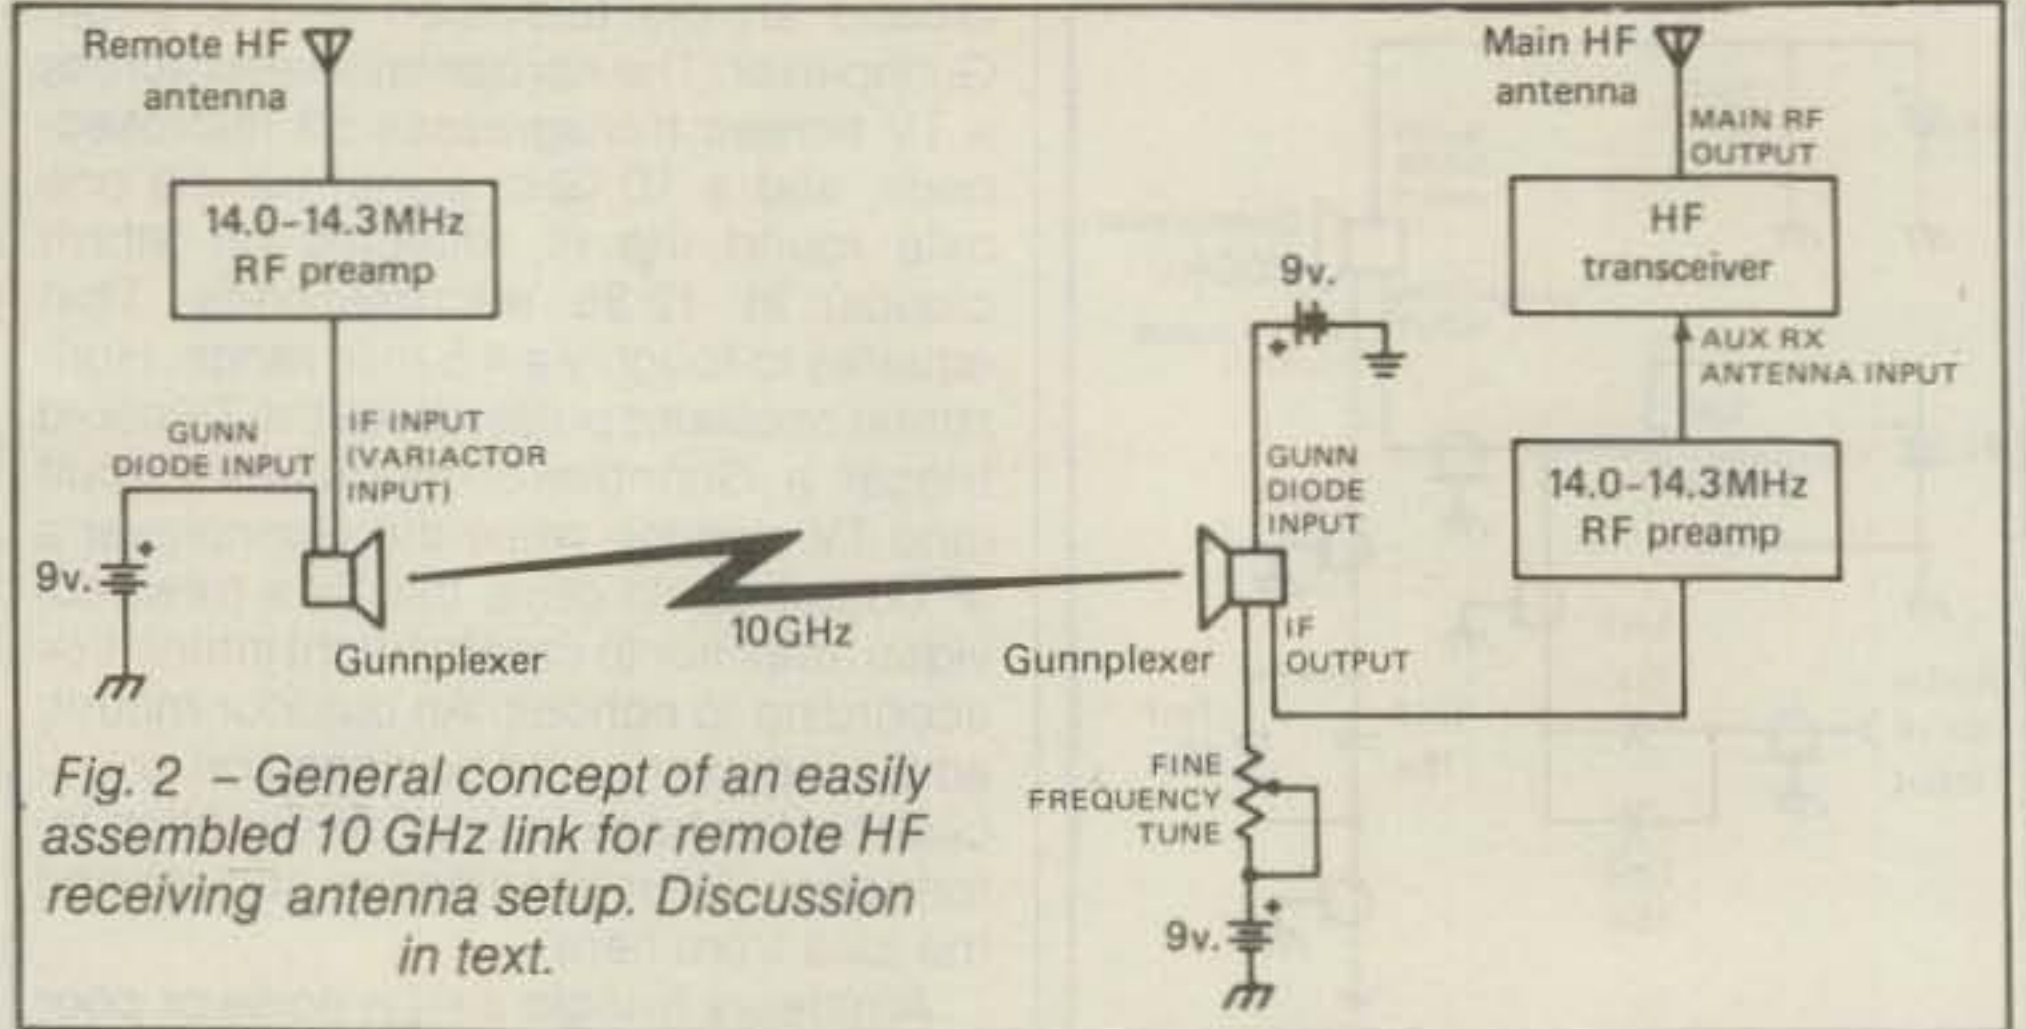 Remote HF
antenna
14.0-14.3MHz
RF preamp
GUNN
DIODE INPUT
IF INPUT
(VARIACTOR
INPUT)
9v.
+
Gunnplexer
10GHz
Main HF
antenna
MAIN RF
OUTPUT
HF
transceiver
AUX RX
ANTENNA INPUT
14.0-14.3MHz
RF preamp
9v.
+
GUNN
DIODE
INPUT
Gunnplexer
IF
OUTPUT
FINE
FREQUENCY
TUNE
+
9v.
Fig. 2 – General concept of an easily
assembled 10 GHz link for remote HF
receiving antenna setup. Discussion
in text.